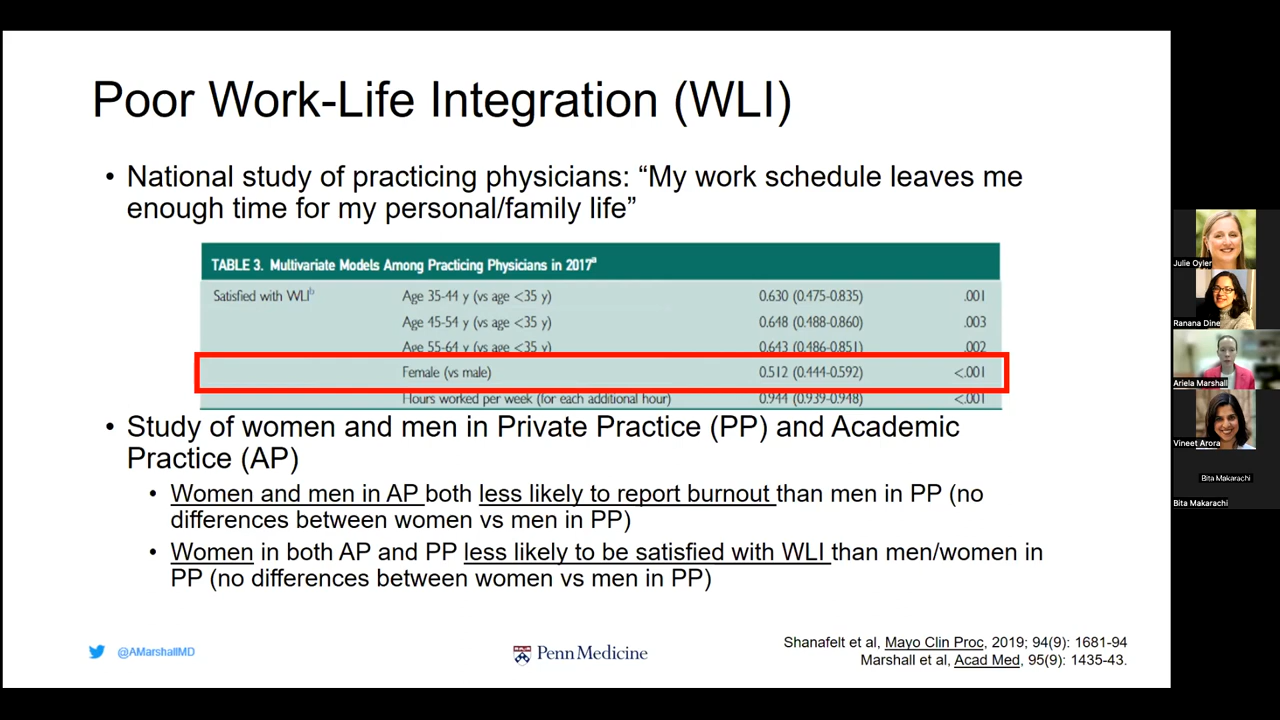 Poor Work-Life Integration (WLI)
• National study of practicing physicians: “My work schedule leaves me
enough time for my personal/family life”
TABLE 3. Multivariate Models Among Practicing Physicians in 2017a
Satisfied with WLIb Age 35-44 y (vs age <35 y) 0.630 (0.475-0.835) .001
Age 45-54 y (vs age <35 y) 0.648 (0.488-0.860) .003
Age 55-64 y (vs age <35 y) 0.643 (0.486-0.851) .002
Female (vs male) 0.512 (0.444-0.592) <.001
Hours worked per week (for each additional hour) 0.944 (0.939-0.948) <.001
• Study of women and men in Private Practice (PP) and Academic
Practice (AP)
• Women and men in AP both less likely to report burnout than men in PP (no
differences between women vs men in PP)
• Women in both AP and PP less likely to be satisfied with WLI than men/women in
PP (no differences between women vs men in PP)
@AMarshallMD
Penn Medicine
Shanafelt et al, Mayo Clin Proc, 2019; 94(9): 1681-94
Marshall et al, Acad Med, 95(9): 1435-43.
Julie Oyler
Ranana Dine
Ariela Marshall
Vineet Arora
Bita Makarachi
Bita Makarachi